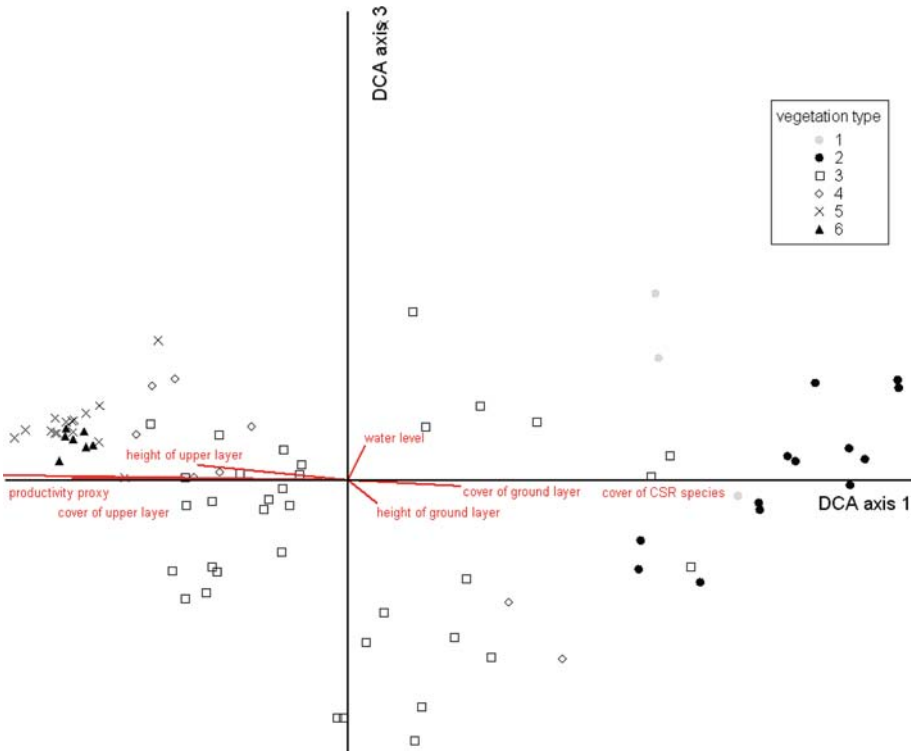 DCA axis 3
vegetation type
1
2
3
4
5
6
water level
height of upper layer
productivity proxy
cover of ground layer
cover of CSR species
cover of upper layer
height of ground layer
DCA axis 1